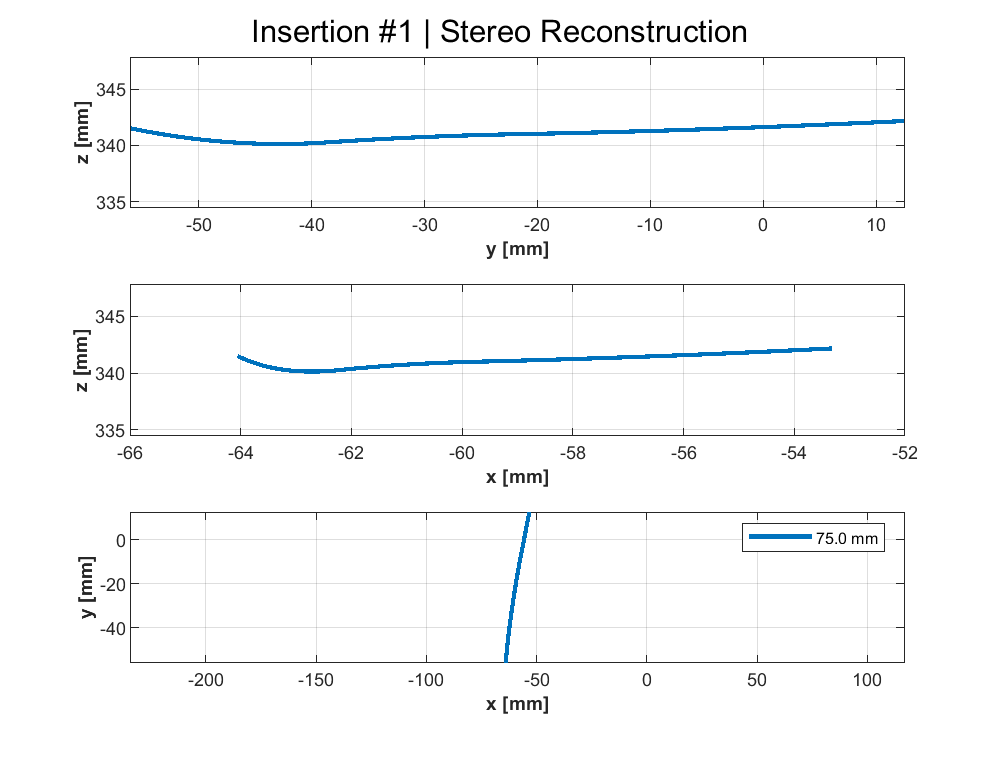 Insertion #1 | Stereo Reconstruction
345
340
335
z [mm]
-50 -40 -30 -20 -10 0 10
y [mm]
345
340
335
z [mm]
-66 -64 -62 -60 -58 -56 -54 -52
x [mm]
0
-20
-40
y [mm]
75.0 mm
-200 -150 -100 -50 0 50 100
x [mm]